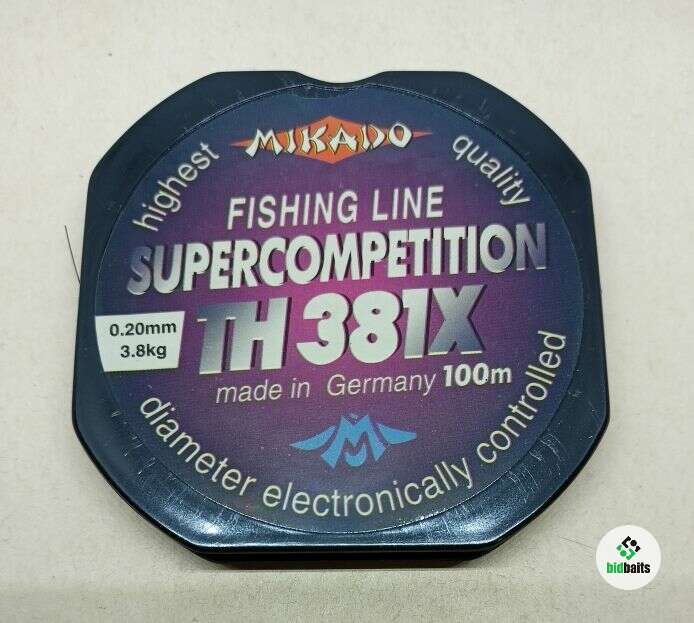 MIKADO
highest quality
FISHING LINE
SUPERCOMPETITION
TH 381X
0.20mm
3.8kg
made in Germany 100m
diameter electronically controlled
bidbaits